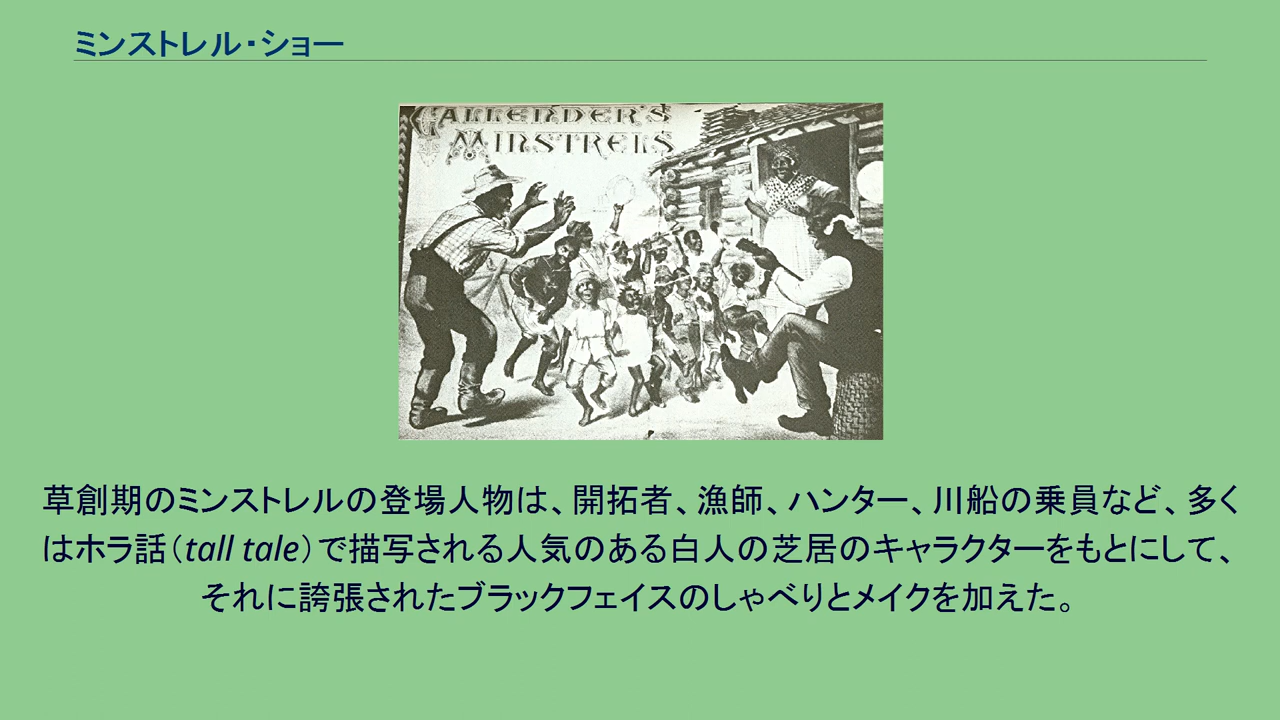 ミンストレル・ショー
CALLENDER'S
MINSTRELS
草創期のミンストレルの登場人物は、開拓者、漁師、ハンター、川船の乗員など、多く
はホラ話（tall tale）で描写される人気のある白人の芝居のキャラクターをもとにして、
それに誇張されたブラックフェイスのしゃべりとメイクを加えた。